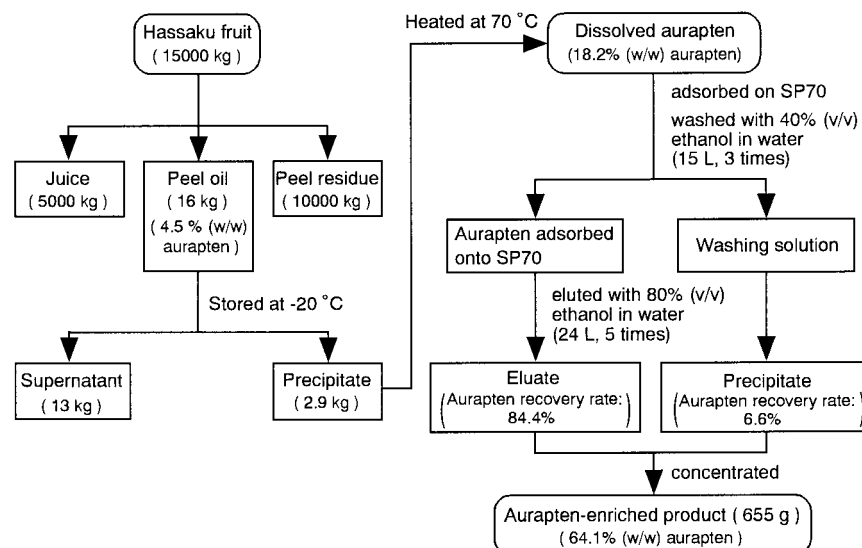 Hassaku fruit
( 15000 kg )
Juice
( 5000 kg )
Peel oil
( 16 kg )
( 4.5 % (w/w)
aurapten )
Peel residue
( 10000 kg )
Stored at -20 °C
Supernatant
( 13 kg )
Precipitate
( 2.9 kg )
Heated at 70 °C
Dissolved aurapten
(18.2% (w/w) aurapten)
adsorbed on SP70
washed with 40% (v/v)
ethanol in water
(15 L, 3 times)
Aurapten adsorbed
onto SP70
Washing solution
eluted with 80% (v/v)
ethanol in water
(24 L, 5 times)
Eluate
(Aurapten recovery rate:
84.4%)
Precipitate
(Aurapten recovery rate:
6.6%)
concentrated
Aurapten-enriched product ( 655 g )
( 64.1% (w/w) aurapten )